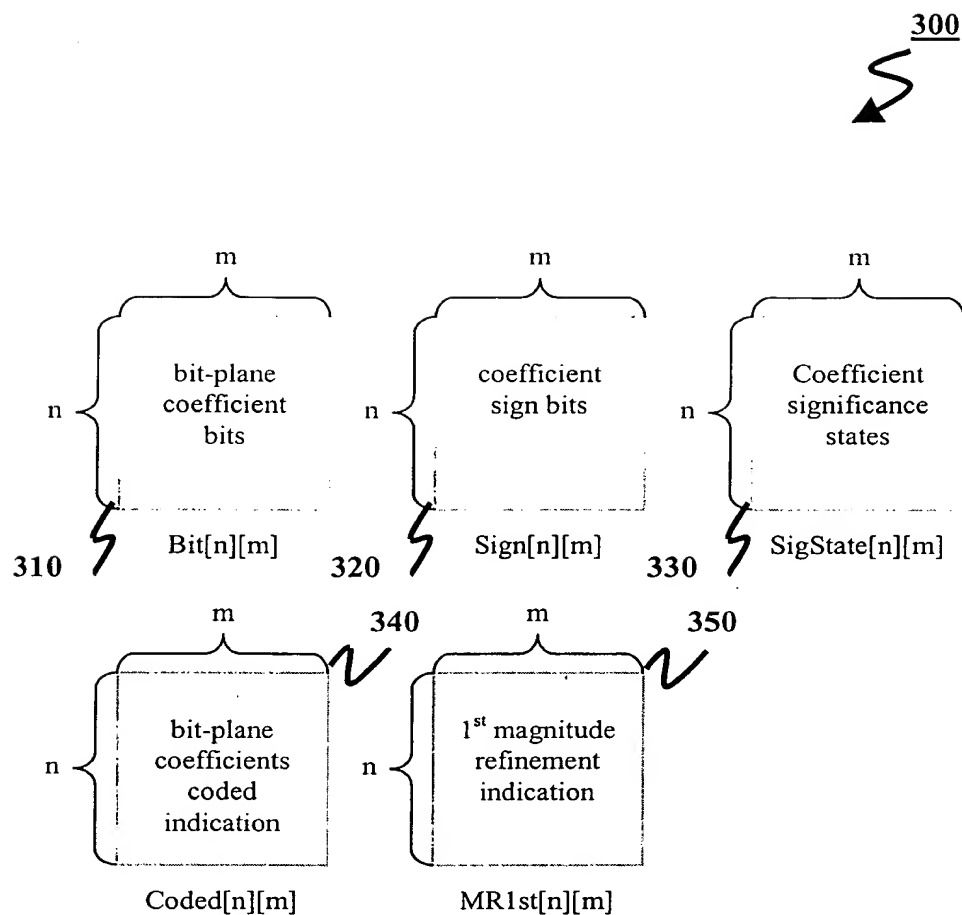 300
m m m
n bit-plane coefficient bits n coefficient sign bits n Coefficient significance states
310 Bit[n][m] 320 Sign[n][m] 330 SigState[n][m]
m 340 m 350
n bit-plane coefficients coded indication n 1st magnitude refinement indication
Coded[n][m] MR1st[n][m]